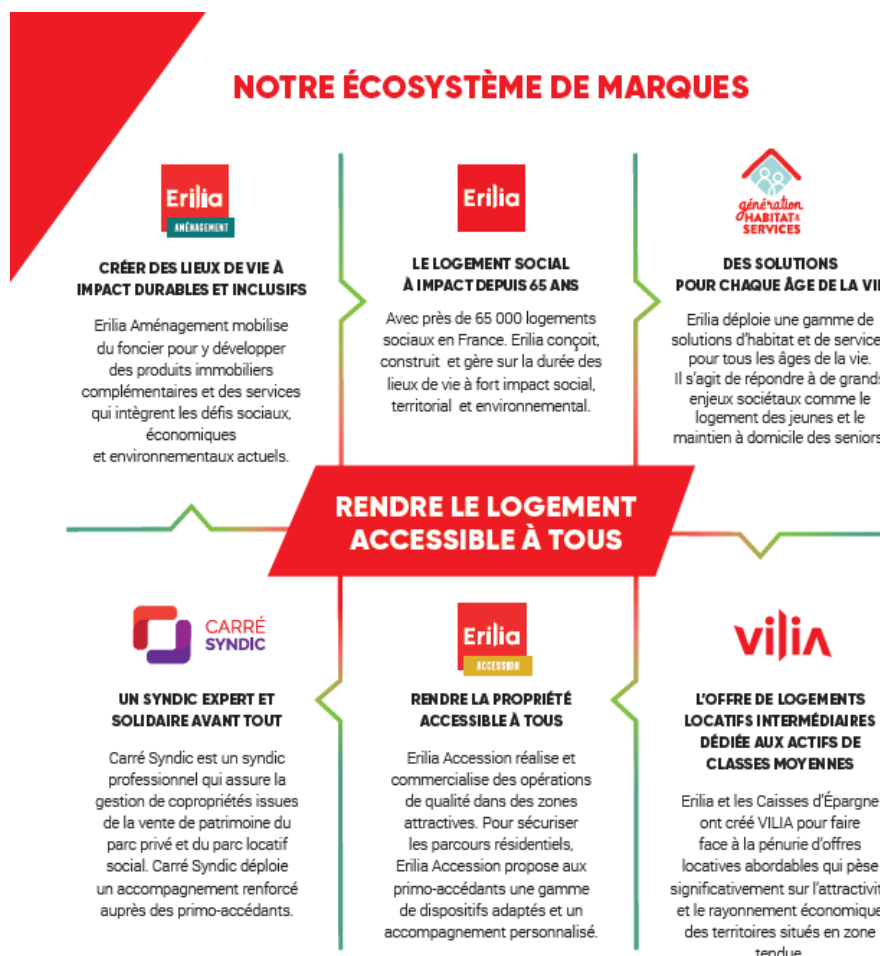 NOTRE ÉCOSYSTÈME DE MARQUES
Erilia
AMÉNAGEMENT
CRÉER DES LIEUX DE VIE À
IMPACT DURABLES ET INCLUSIFS
Erilia Aménagement mobilise
du foncier pour y développer
des produits immobiliers
complémentaires et des services
qui intègrent les défis sociaux,
économiques
et environnementaux actuels.
Erilia
LE LOGEMENT SOCIAL
À IMPACT DEPUIS 65 ANS
Avec près de 65 000 logements
sociaux en France. Erilia conçoit,
construit et gère sur la durée des
lieux de vie à fort impact social,
territorial et environnemental.
génération
HABITAT &
SERVICES
DES SOLUTIONS
POUR CHAQUE ÂGE DE LA VI
Erilia déploie une gamme de
solutions d'habitat et de service
pour tous les âges de la vie.
Il s'agit de répondre à de grands
enjeux sociétaux comme le
logement des jeunes et le
maintien à domicile des seniors
RENDRE LE LOGEMENT
ACCESSIBLE À TOUS
CARRÉ
SYNDIC
UN SYNDIC EXPERT ET
SOLIDAIRE AVANT TOUT
Carré Syndic est un syndic
professionnel qui assure la
gestion de copropriétés issues
de la vente de patrimoine du
parc privé et du parc locatif
social. Carré Syndic déploie
un accompagnement renforcé
auprès des primo-accédants.
Erilia
ACCESSION
RENDRE LA PROPRIÉTÉ
ACCESSIBLE À TOUS
Erilia Accession réalise et
commercialise des opérations
de qualité dans des zones
attractives. Pour sécuriser
les parcours résidentiels,
Erilia Accession propose aux
primo-accédants une gamme
de dispositifs adaptés et un
accompagnement personnalisé.
vilia
L'OFFRE DE LOGEMENTS
LOCATIFS INTERMÉDIAIRES
DÉDIÉE AUX ACTIFS DE
CLASSES MOYENNES
Erilia et les Caisses d'Épargne
ont créé VILIA pour faire
face à la pénurie d'offres
locatives abordables qui pèse
significativement sur l'attractivit
et le rayonnement économique
des territoires situés en zone
tendue